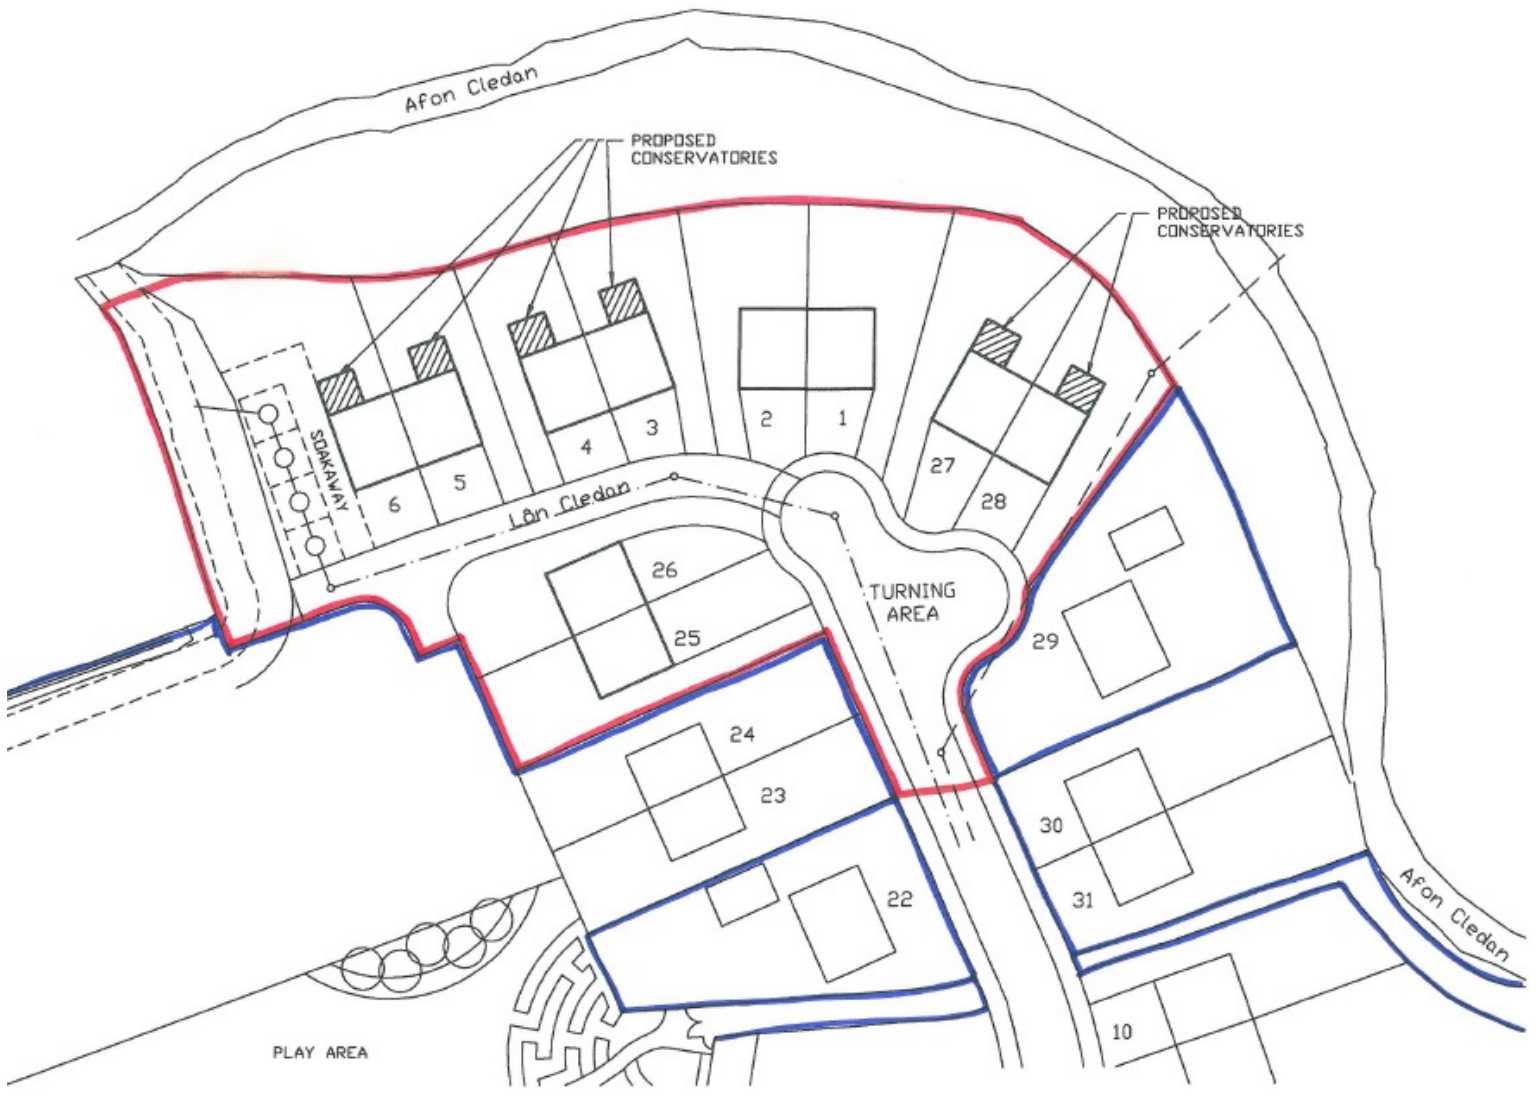 Afon Cledan
PROPOSED
CONSERVATORIES
PROPOSED
CONSERVATORIES
2
1
3
4
27
SOAKAWAY
5
6
28
Lôn Cledan
26
TURNING
AREA
25
29
24
23
30
31
22
Afon Cledan
10
PLAY AREA